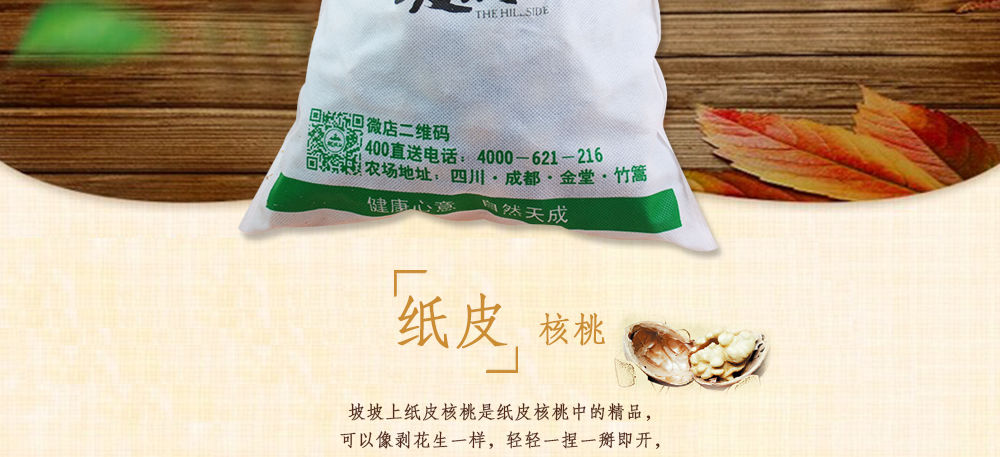 THE HILLSIDE
微店二维码
400直送电话：4000-621-216
农场地址：四川·成都·金堂·竹篙
健康心意 自然天成
纸皮 核桃
坡坡上纸皮核桃是纸皮核桃中的精品，
可以像剥花生一样，轻轻一捏一掰即开，